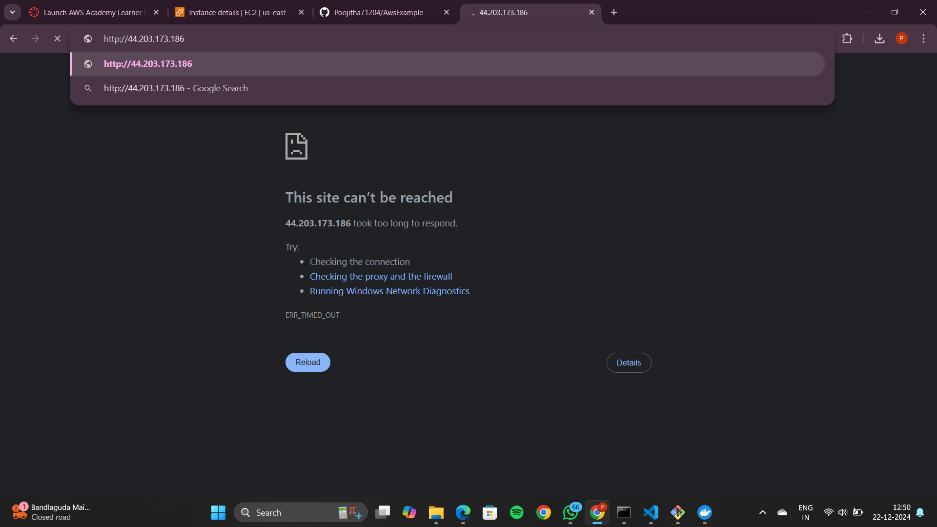 Launch AWS Academy Learner
Instance details | EC2 | us-east
Poojitha71204/AwsExample
44.203.173.186
http://44.203.173.186
P
http://44.203.173.186
http://44.203.173.186 - Google Search
This site can't be reached
44.203.173.186 took too long to respond.
Try:
• Checking the connection
• Checking the proxy and the firewall
• Running Windows Network Diagnostics
ERR_TIMED_OUT
Reload
Details
1
Bandlaguda Mai...
Closed road
Search
ENG
IN
12:50
22-12-2024